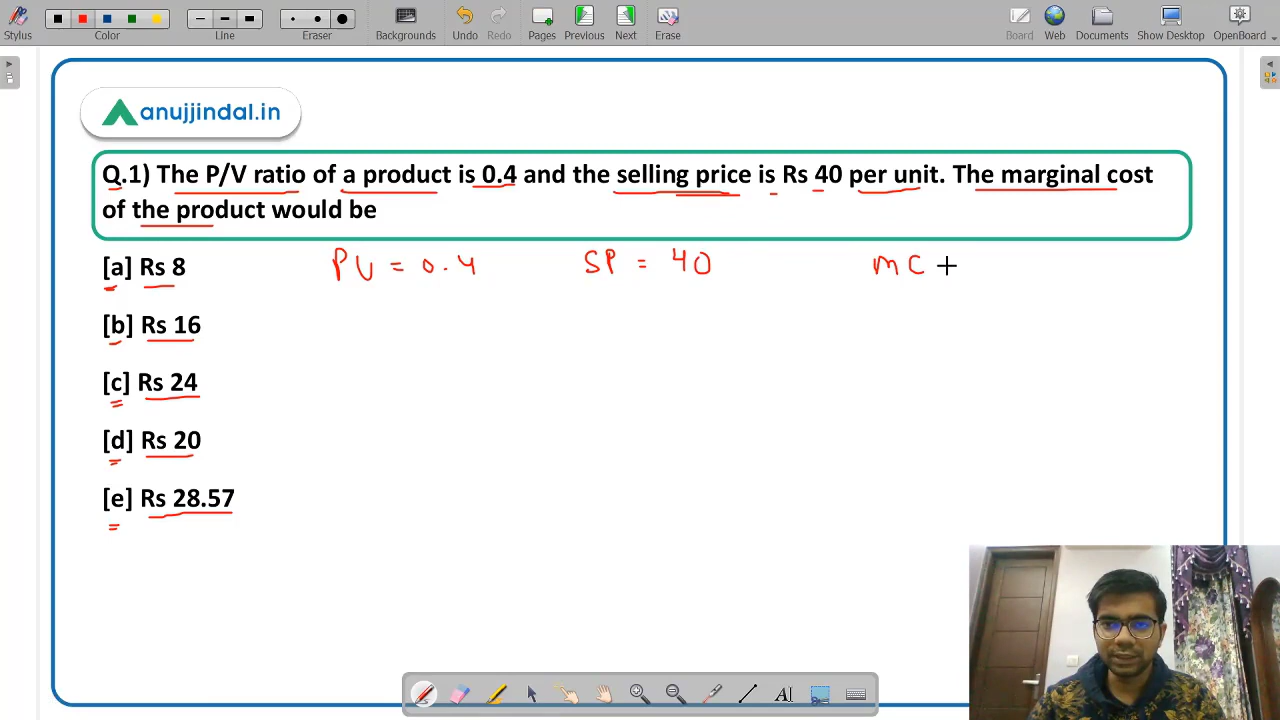 Stylus
Color
Line
Eraser
Backgrounds
Undo
Redo
Pages
Previous
Next
Erase
Board
Web
Documents
Show Desktop
OpenBoard
anujjindal.in
Q.1) The P/V ratio of a product is 0.4 and the selling price is Rs 40 per unit. The marginal cost
of the product would be
[a] Rs 8
PV = 0.4
SP = 40
MC
[b] Rs 16
[c] Rs 24
[d] Rs 20
[e] Rs 28.57